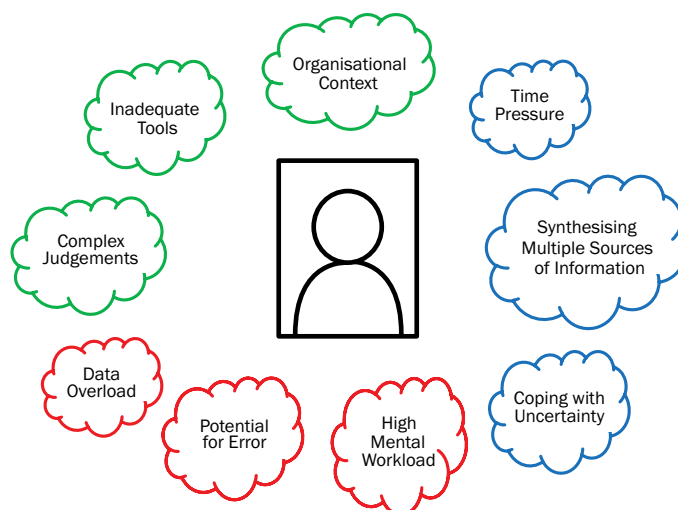 Organisational
Context
Inadequate
Tools
Time
Pressure
Complex
Judgements
Synthesising
Multiple Sources
of Information
Data
Overload
Potential
for Error
High
Mental
Workload
Coping with
Uncertainty